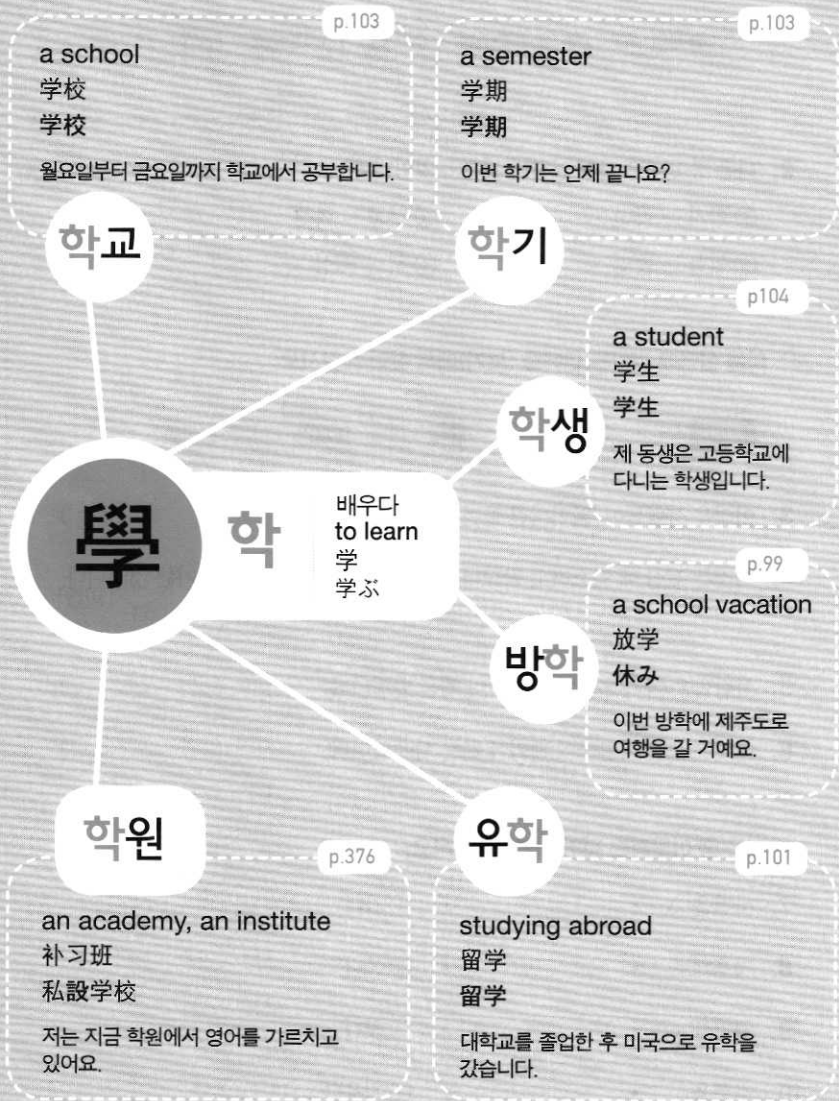 p.103
a school
学校
学校
월요일부터 금요일까지 학교에서 공부합니다.
학교
p.103
a semester
学期
学期
이번 학기는 언제 끝나요?
학기
p104
a student
学生
学生
제 동생은 고등학교에
다니는 학생입니다.
학생
學
학
배우다
to learn
学
学ぶ
p.99
a school vacation
放学
休み
이번 방학에 제주도로
여행을 갈 거예요.
방학
학원
p.376
an academy, an institute
补习班
私設学校
저는 지금 학원에서 영어를 가르치고
있어요.
유학
p.101
studying abroad
留学
留学
대학교를 졸업한 후 미국으로 유학을
갔습니다.